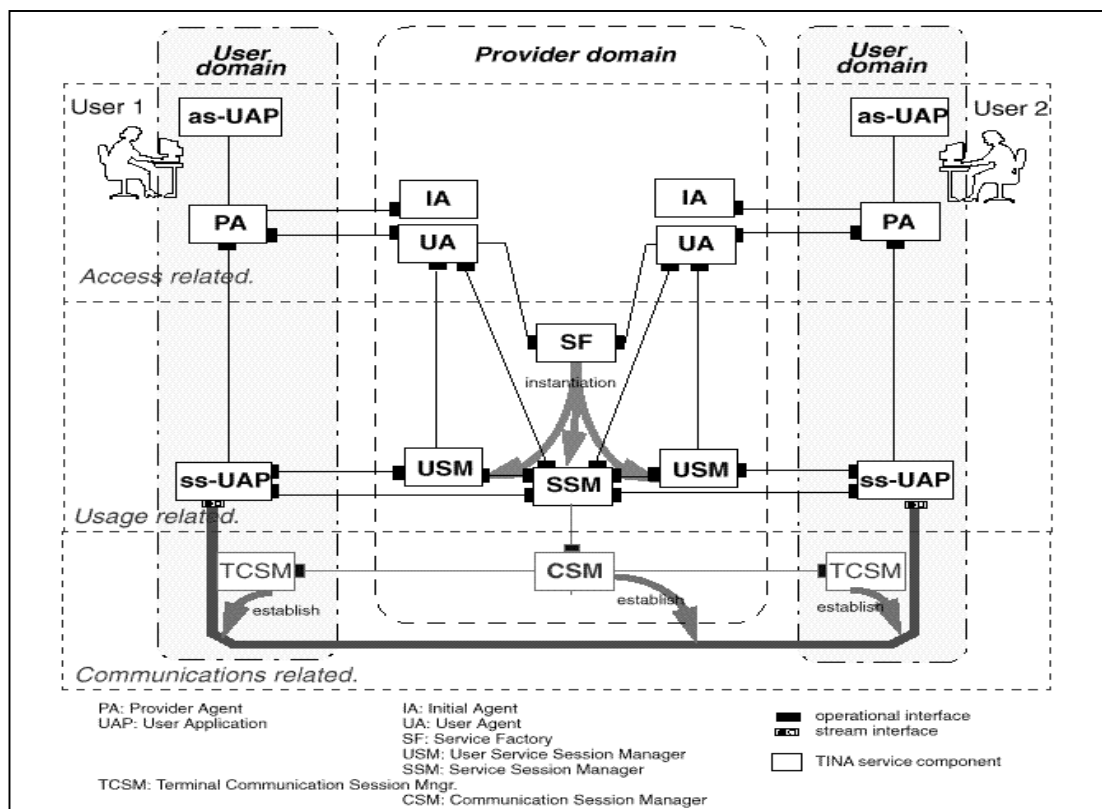 User domain
Provider domain
User domain
User 1
as-UAP
as-UAP
User 2
IA
IA
PA
UA
UA
PA
Access related.
SF
instantiation
ss-UAP
USM
SSM
USM
ss-UAP
Usage related.
TCSM
CSM
TCSM
establish
establish
establish
Communications related.
PA: Provider Agent
UAP: User Application
IA: Initial Agent
UA: User Agent
SF: Service Factory
USM: User Service Session Manager
SSM: Service Session Manager
TCSM: Terminal Communication Session Mngr.
CSM: Communication Session Manager
operational interface
stream interface
TINA service component